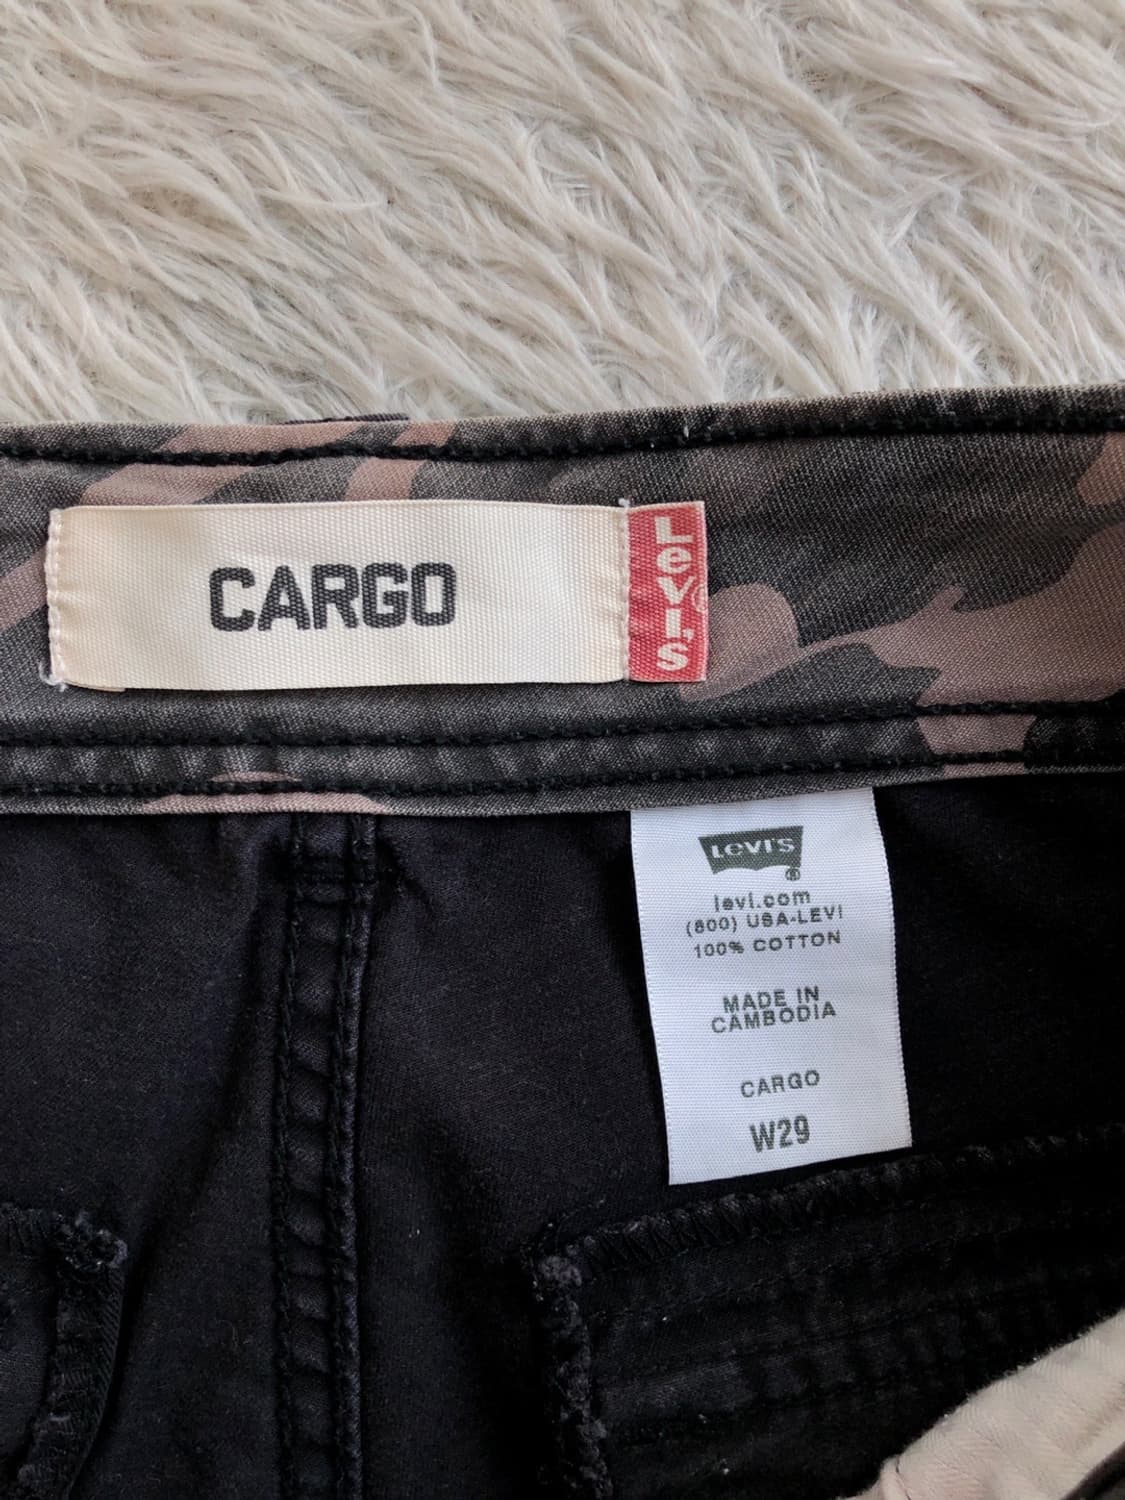 CARGO
LeVI'S
LeVI'S
®
levi.com
(800) USA-LEVI
100% COTTON
MADE IN
CAMBODIA
CARGO
W29